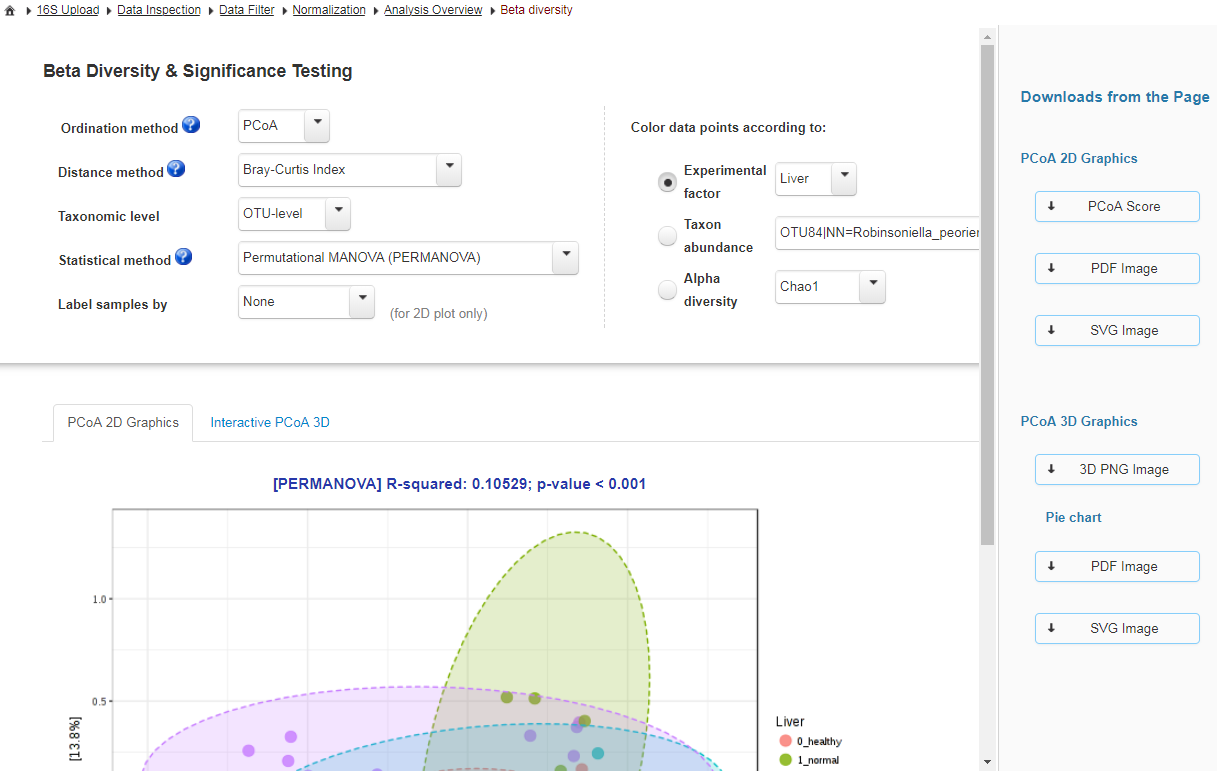 16S Upload Data Inspection Data Filter Normalization Analysis Overview Beta diversity
Beta Diversity & Significance Testing
Ordination method ? PCoA
Distance method ? Bray-Curtis Index
Taxonomic level OTU-level
Statistical method ? Permutational MANOVA (PERMANOVA)
Label samples by None (for 2D plot only)
Color data points according to:
Experimental
factor
Liver
Taxon
abundance
OTU84|NN=Robinsoniella_peorien
Alpha
diversity
Chao1
PCoA 2D Graphics Interactive PCoA 3D
[PERMANOVA] R-squared: 0.10529; p-value < 0.001
1.0
0.5
[13.8%]
Liver
0_healthy
1_normal
Downloads from the Page
PCoA 2D Graphics
PCoA Score
PDF Image
SVG Image
PCoA 3D Graphics
3D PNG Image
Pie chart
PDF Image
SVG Image